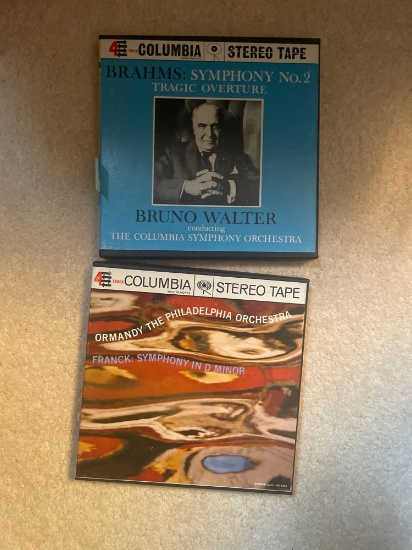 4 TRACK COLUMBIA STEREO TAPE
BRAHMS: SYMPHONY No. 2
TRAGIC OVERTURE
BRUNO WALTER
conducting
THE COLUMBIA SYMPHONY ORCHESTRA
4 TRACK COLUMBIA STEREO TAPE
ORMANDY THE PHILADELPHIA ORCHESTRA
FRANCK: SYMPHONY IN D MINOR